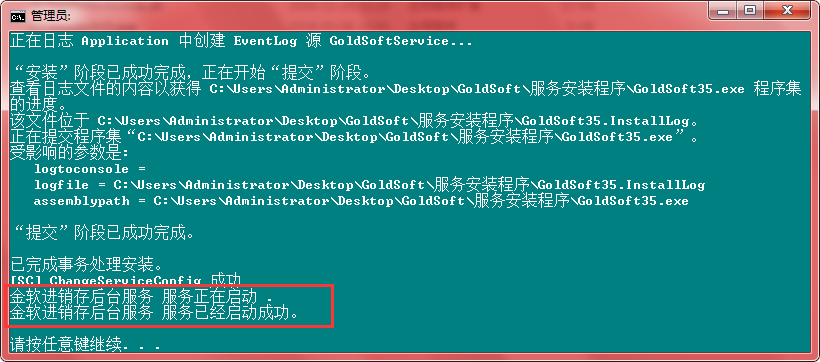 管理员:
正在日志 Application 中创建 EventLog 源 GoldSoftService...
“安装”阶段已成功完成，正在开始“提交”阶段。
查看日志文件的内容以获得 C:\Users\Administrator\Desktop\GoldSoft\服务安装程序\GoldSoft35.exe 程序集
的进度。
该文件位于 C:\Users\Administrator\Desktop\GoldSoft\服务安装程序\GoldSoft35.InstallLog。
正在提交程序集“C:\Users\Administrator\Desktop\GoldSoft\服务安装程序\GoldSoft35.exe”。
受影响的参数是:
logtoconsole =
logfile = C:\Users\Administrator\Desktop\GoldSoft\服务安装程序\GoldSoft35.InstallLog
assemblypath = C:\Users\Administrator\Desktop\GoldSoft\服务安装程序\GoldSoft35.exe
“提交”阶段已成功完成。
已完成事务处理安装。
[SC] ChangeServiceConfig 成功
金软进销存后台服务 服务正在启动 .
金软进销存后台服务 服务已经启动成功。
请按任意键继续. . .